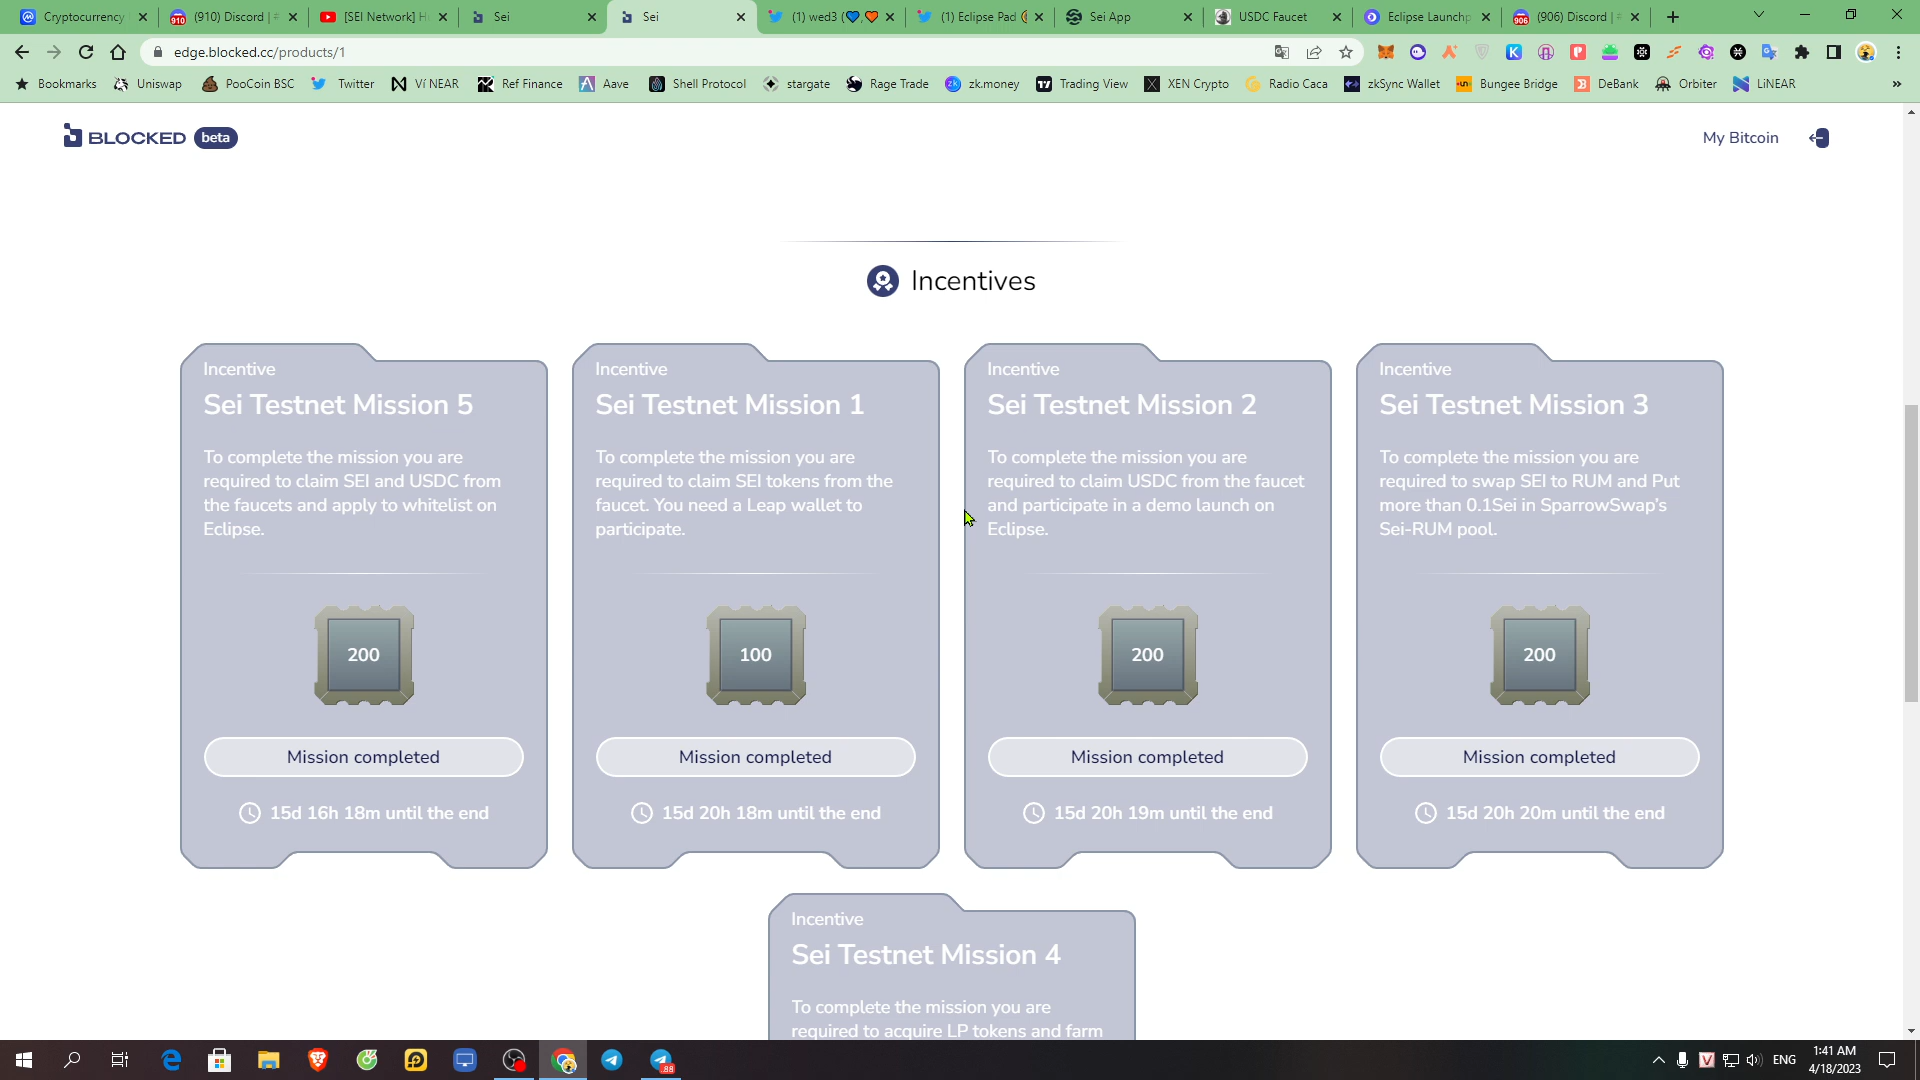 Cryptocurrency
(910) Discord |
[SEI Network]
Sei
Sei
(1) wed3 (💙,🧡
(1) Eclipse Pad
Sei App
USDC Faucet
Eclipse Launchp
(906) Discord |
edge.blocked.cc/products/1
Bookmarks
Uniswap
PooCoin BSC
Twitter
Ví NEAR
Ref Finance
Aave
Shell Protocol
stargate
Rage Trade
zk.money
Trading View
XEN Crypto
Radio Caca
zkSync Wallet
Bungee Bridge
DeBank
Orbiter
LiNEAR
»
BLOCKED beta
My Bitcoin
Incentives
Incentive
Sei Testnet Mission 5
To complete the mission you are
required to claim SEI and USDC from
the faucets and apply to whitelist on
Eclipse.
200
Mission completed
15d 16h 18m until the end
Incentive
Sei Testnet Mission 1
To complete the mission you are
required to claim SEI tokens from the
faucet. You need a Leap wallet to
participate.
100
Mission completed
15d 20h 18m until the end
Incentive
Sei Testnet Mission 2
To complete the mission you are
required to claim USDC from the faucet
and participate in a demo launch on
Eclipse.
200
Mission completed
15d 20h 19m until the end
Incentive
Sei Testnet Mission 3
To complete the mission you are
required to swap SEI to RUM and Put
more than 0.1Sei in SparrowSwap's
Sei-RUM pool.
200
Mission completed
15d 20h 20m until the end
Incentive
Sei Testnet Mission 4
To complete the mission you are
required to acquire LP tokens and farm
ENG
1:41 AM
4/18/2023